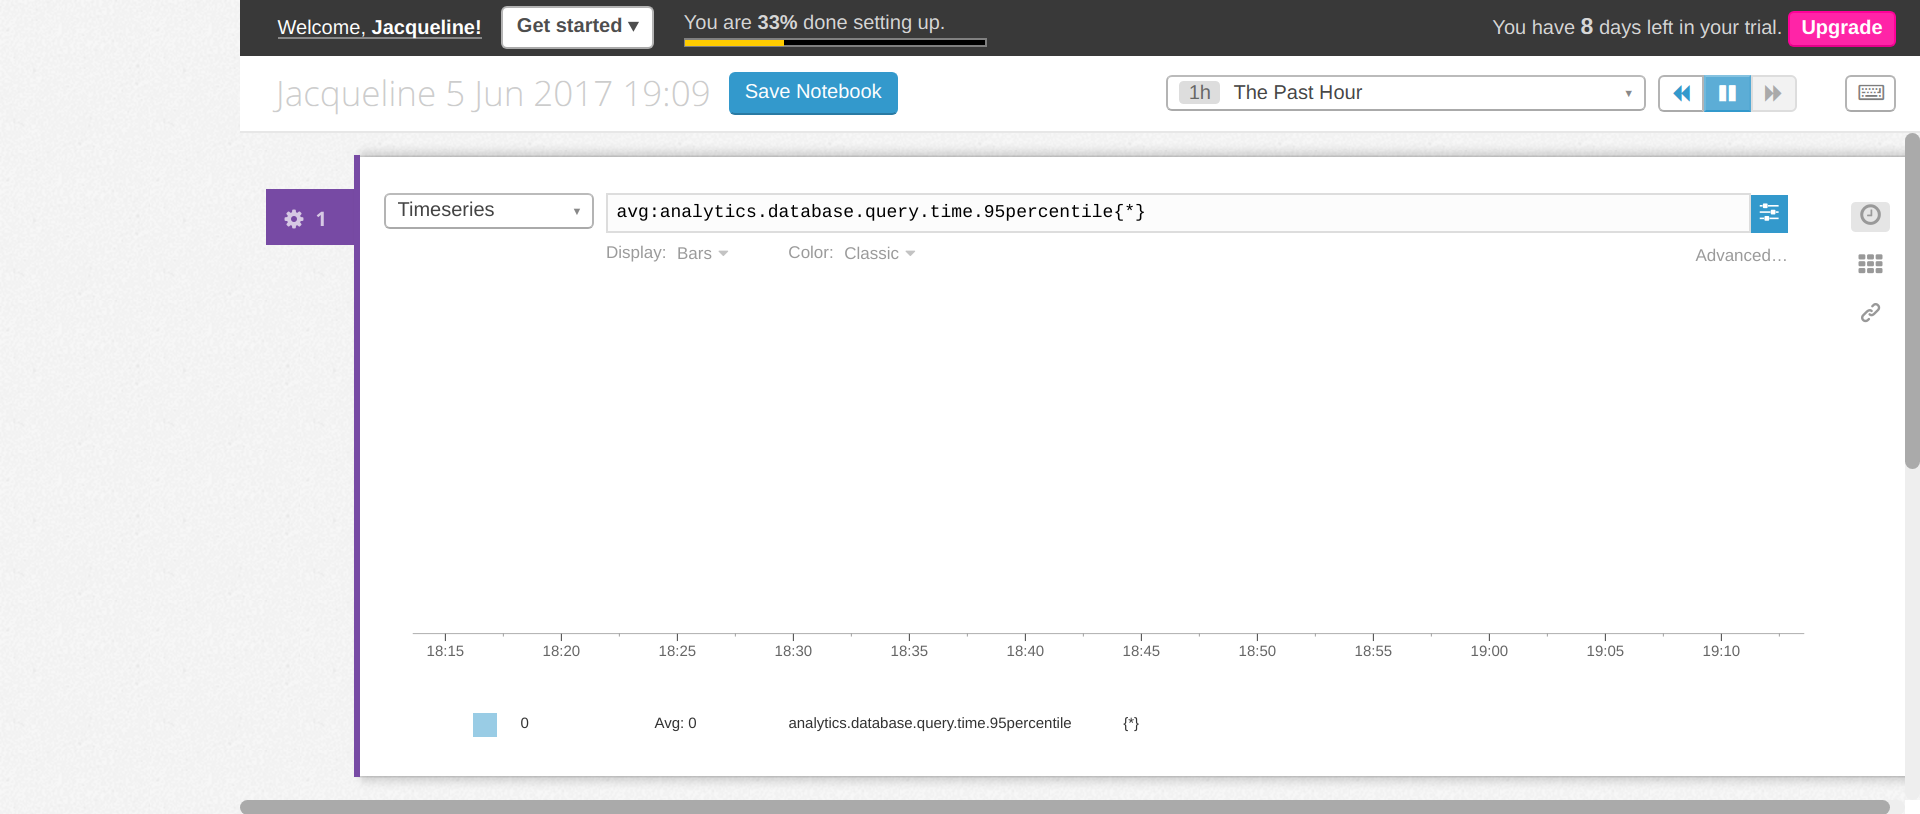 Welcome, Jacqueline!
Get started ▾
You are 33% done setting up.
You have 8 days left in your trial.
Upgrade
Jacqueline 5 Jun 2017 19:09
Save Notebook
1h The Past Hour
1
Timeseries
avg:analytics.database.query.time.95percentile{*}
Display: Bars
Color: Classic
Advanced…
18:15 18:20 18:25 18:30 18:35 18:40 18:45 18:50 18:55 19:00 19:05 19:10
0 Avg: 0 analytics.database.query.time.95percentile {*}